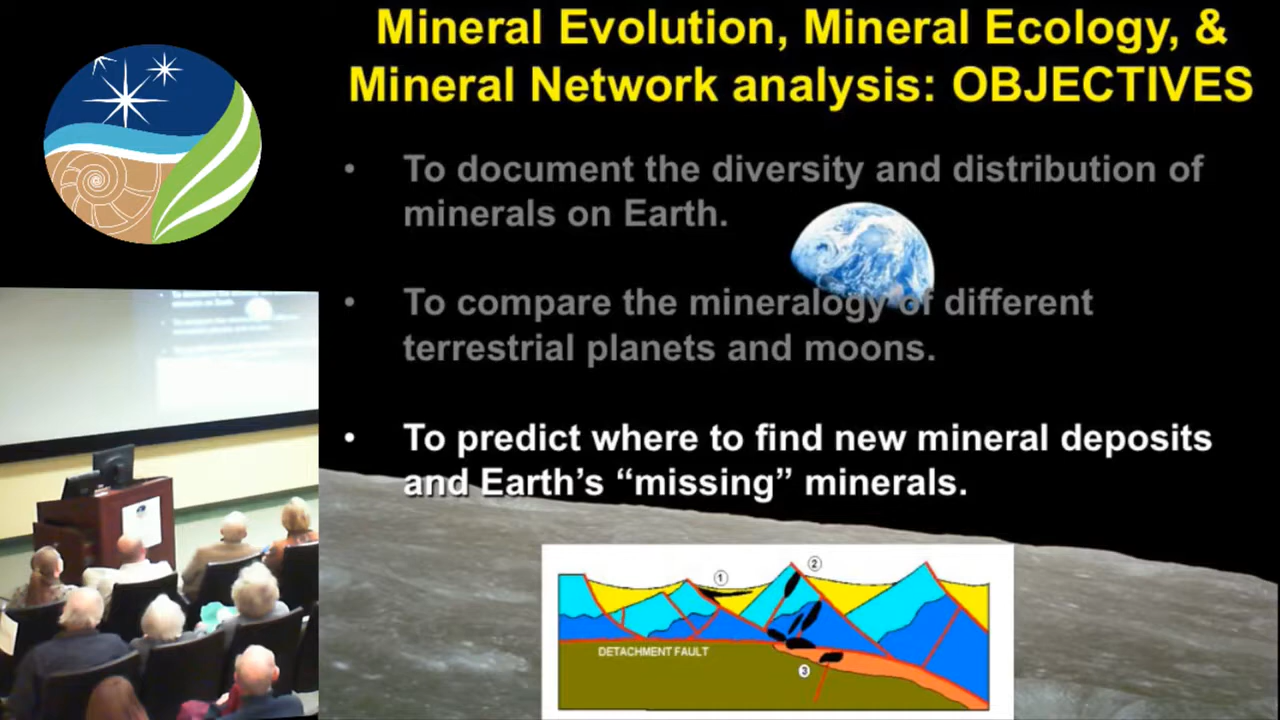 Mineral Evolution, Mineral Ecology, &
Mineral Network analysis: OBJECTIVES
• To document the diversity and distribution of
minerals on Earth.
• To compare the mineralogy of different
terrestrial planets and moons.
• To predict where to find new mineral deposits
and Earth’s “missing” minerals.
1
2
DETACHMENT FAULT
3